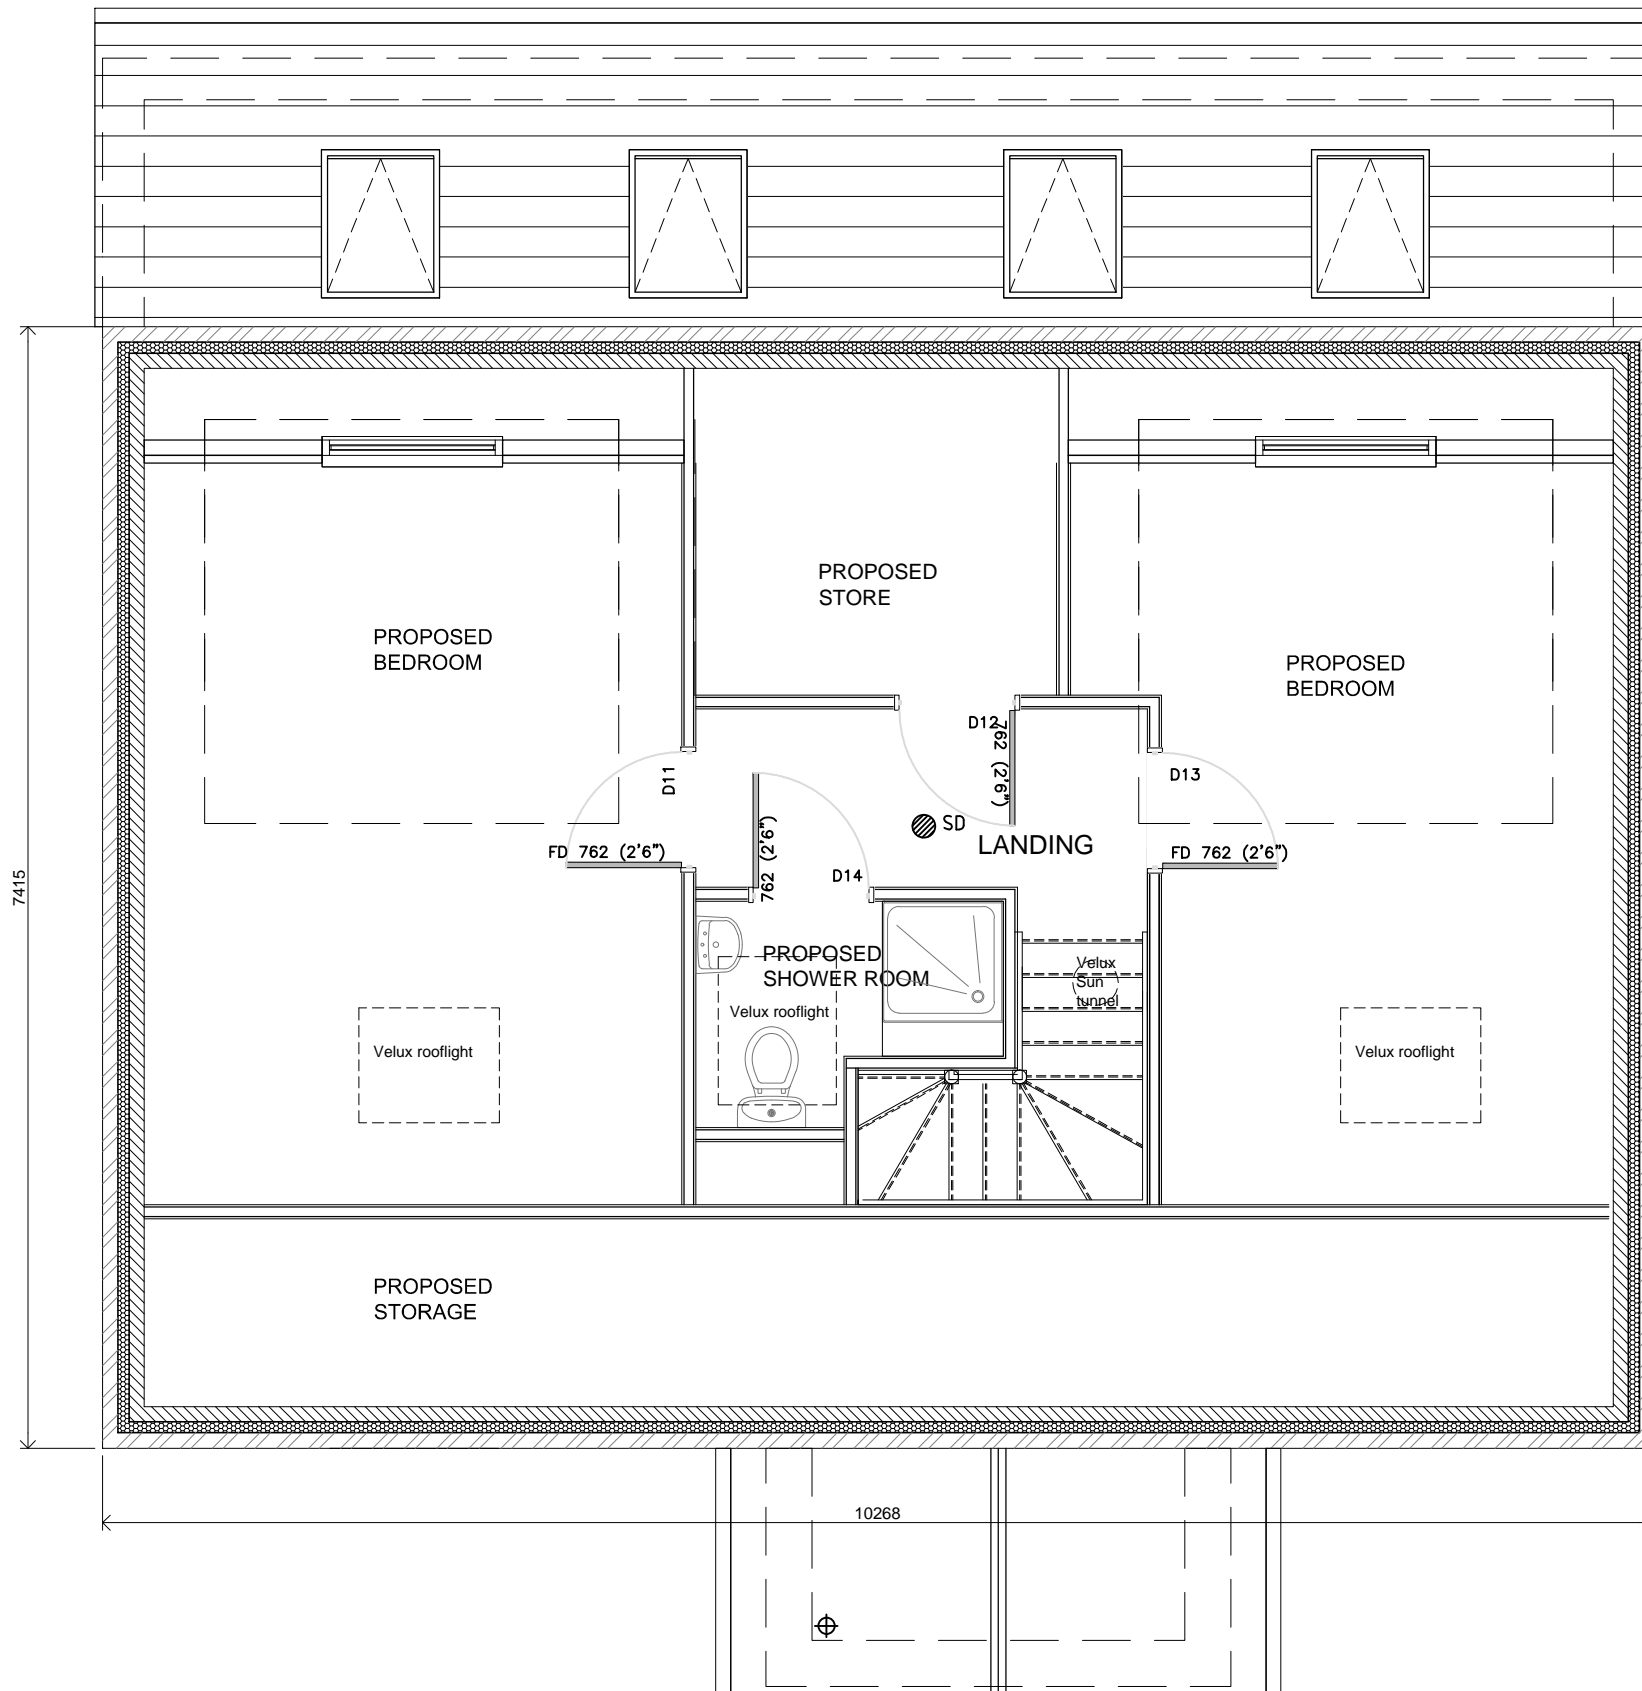 PROPOSED
STORE
PROPOSED
BEDROOM
PROPOSED
BEDROOM
D12
762 (2'6")
D11
D13
SD
LANDING
FD 762 (2'6")
762 (2'6")
D14
FD 762 (2'6")
7415
PROPOSED
SHOWER ROOM
Velux
Sun
tunnel
Velux rooflight
Velux rooflight
Velux rooflight
PROPOSED
STORAGE
10268